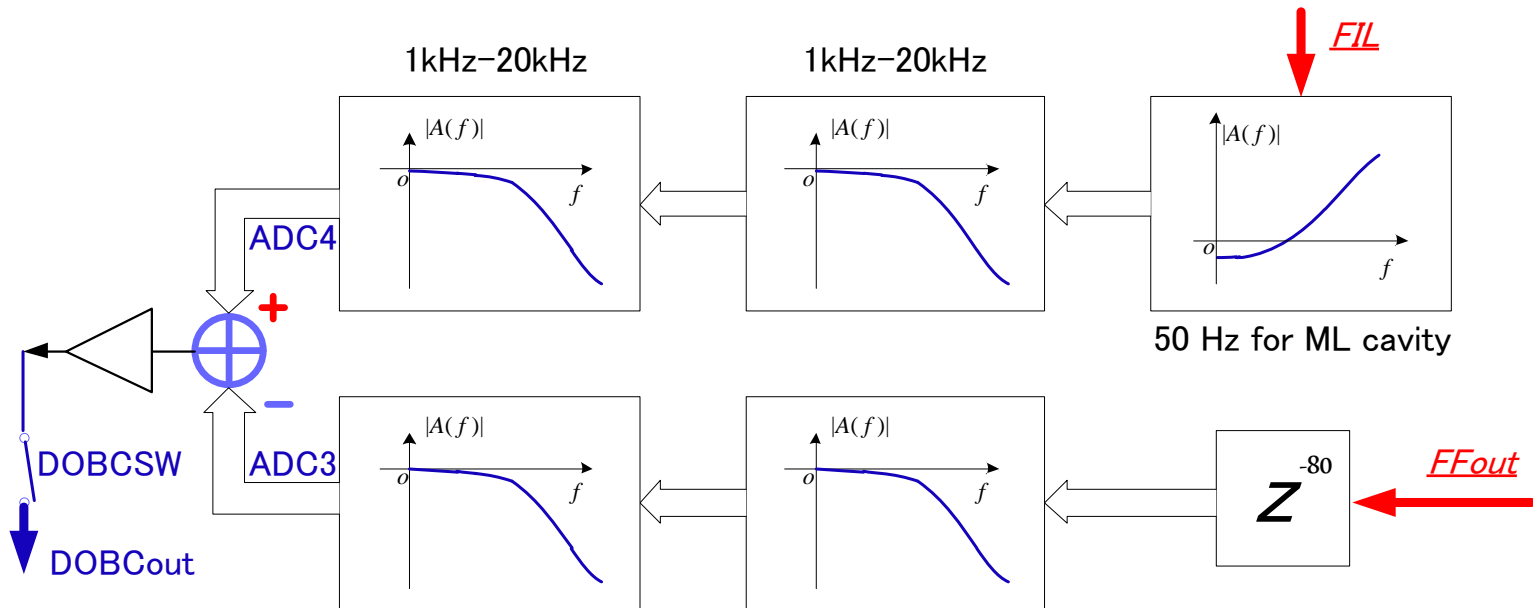 FIL
1kHz-20kHz
1kHz-20kHz
|A(f)|
o
f
|A(f)|
o
f
|A(f)|
o
f
ADC4
+
50 Hz for ML cavity
−
|A(f)|
o
f
|A(f)|
o
f
Z-80
FFout
DOBCSW
ADC3
DOBCout